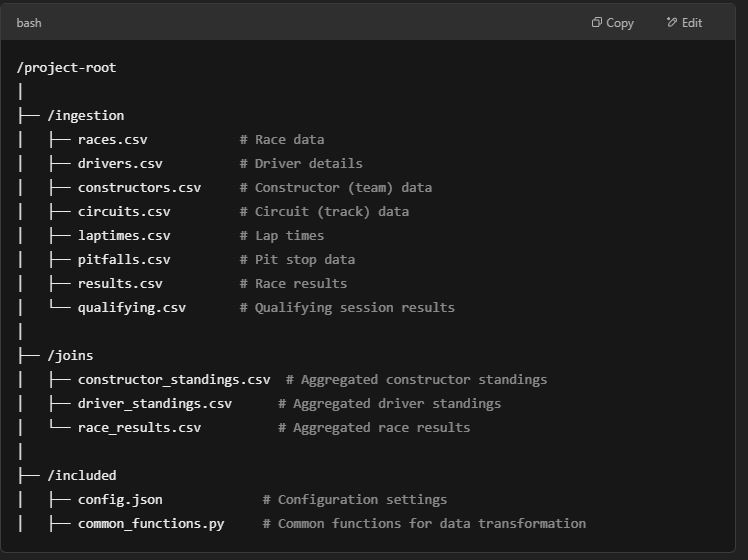 bash
Copy
Edit
/project-root
│
├── /ingestion
│   ├── races.csv            # Race data
│   ├── drivers.csv          # Driver details
│   ├── constructors.csv     # Constructor (team) data
│   ├── circuits.csv         # Circuit (track) data
│   ├── laptimes.csv         # Lap times
│   ├── pitfalls.csv         # Pit stop data
│   ├── results.csv          # Race results
│   └── qualifying.csv       # Qualifying session results
│
├── /joins
│   ├── constructor_standings.csv  # Aggregated constructor standings
│   ├── driver_standings.csv      # Aggregated driver standings
│   └── race_results.csv          # Aggregated race results
│
├── /included
│   ├── config.json             # Configuration settings
│   ├── common_functions.py     # Common functions for data transformation